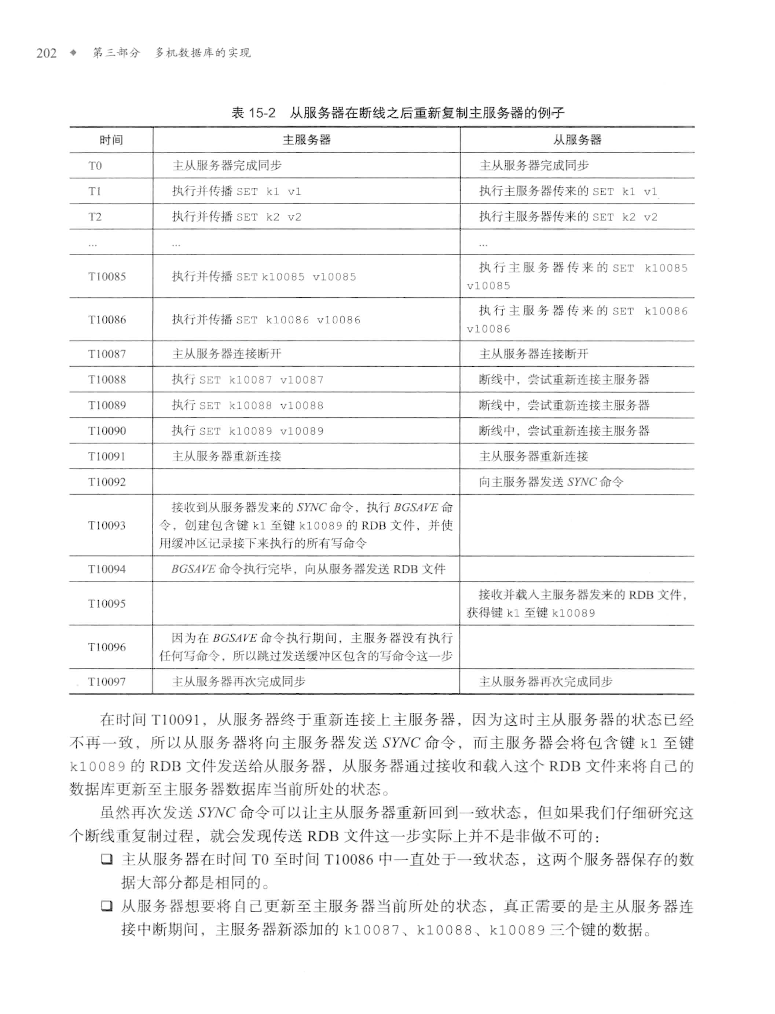 202 ◆ 第三部分 多机数据库的实现
表 15-2 从服务器在断线之后重新复制主服务器的例子
时间 主服务器 从服务器
T0 主从服务器完成同步 主从服务器完成同步
T1 执行并传播 SET k1 v1 执行主服务器传来的 SET k1 v1
T2 执行并传播 SET k2 v2 执行主服务器传来的 SET k2 v2
... ... ...
T10085 执行并传播 SET k10085 v10085 执行主服务器传来的 SET k10085
v10085
T10086 执行并传播 SET k10086 v10086 执行主服务器传来的 SET k10086
v10086
T10087 主从服务器连接断开 主从服务器连接断开
T10088 执行 SET k10087 v10087 断线中，尝试重新连接主服务器
T10089 执行 SET k10088 v10088 断线中，尝试重新连接主服务器
T10090 执行 SET k10089 v10089 断线中，尝试重新连接主服务器
T10091 主从服务器重新连接 主从服务器重新连接
T10092 向主服务器发送 SYNC 命令
接收到从服务器发来的 SYNC 命令，执行 BGSAVE 命
T10093 令，创建包含键 k1 至键 k10089 的 RDB 文件，并使
用缓冲区记录接下来执行的所有写命令
T10094 BGSAVE 命令执行完毕，向从服务器发送 RDB 文件
T10095 接收并载入主服务器发来的 RDB 文件，
获得键 k1 至键 k10089
T10096 因为在 BGSAVE 命令执行期间，主服务器没有执行
任何写命令，所以跳过发送缓冲区包含的写命令这一步
T10097 主从服务器再次完成同步 主从服务器再次完成同步
在时间 T10091，从服务器终于重新连接上主服务器，因为这时主从服务器的状态已经
不再一致，所以从服务器将向主服务器发送 SYNC 命令，而主服务器会将包含键 k1 至键
k10089 的 RDB 文件发送给从服务器，从服务器通过接收和载入这个 RDB 文件来将自己的
数据库更新至主服务器数据库当前所处的状态。
虽然再次发送 SYNC 命令可以让主从服务器重新回到一致状态，但如果我们仔细研究这
个断线重复制过程，就会发现传送 RDB 文件这一步实际上并不是非做不可的：
❑ 主从服务器在时间 T0 至时间 T10086 中一直处于一致状态，这两个服务器保存的数
据大部分都是相同的。
❑ 从服务器想要将自己更新至主服务器当前所处的状态，真正需要的是主从服务器连
接中断期间，主服务器新添加的 k10087、k10088、k10089 三个键的数据。